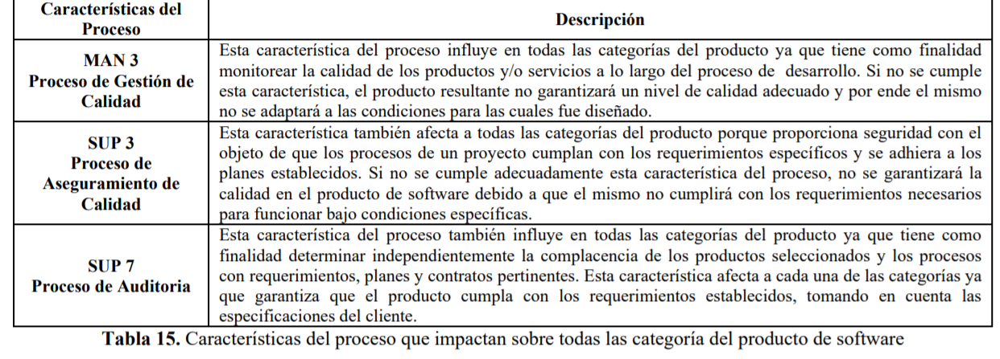 Características del
Proceso
Descripción
MAN 3
Proceso de Gestión de
Calidad
Esta característica del proceso influye en todas las categorías del producto ya que tiene como finalidad
monitorear la calidad de los productos y/o servicios a lo largo del proceso de desarrollo. Si no se cumple
esta característica, el producto resultante no garantizará un nivel de calidad adecuado y por ende el mismo
no se adaptará a las condiciones para las cuales fue diseñado.
SUP 3
Proceso de
Aseguramiento de
Calidad
Esta característica también afecta a todas las categorías del producto porque proporciona seguridad con el
objeto de que los procesos de un proyecto cumplan con los requerimientos específicos y se adhiera a los
planes establecidos. Si no se cumple adecuadamente esta característica del proceso, no se garantizará la
calidad en el producto de software debido a que el mismo no cumplirá con los requerimientos necesarios
para funcionar bajo condiciones específicas.
SUP 7
Proceso de Auditoria
Esta característica del proceso también influye en todas las categorías del producto ya que tiene como
finalidad determinar independientemente la complacencia de los productos seleccionados y los procesos
con requerimientos, planes y contratos pertinentes. Esta característica afecta a cada una de las categorías ya
que garantiza que el producto cumpla con los requerimientos establecidos, tomando en cuenta las
especificaciones del cliente.
Tabla 15. Características del proceso que impactan sobre todas las categoría del producto de software